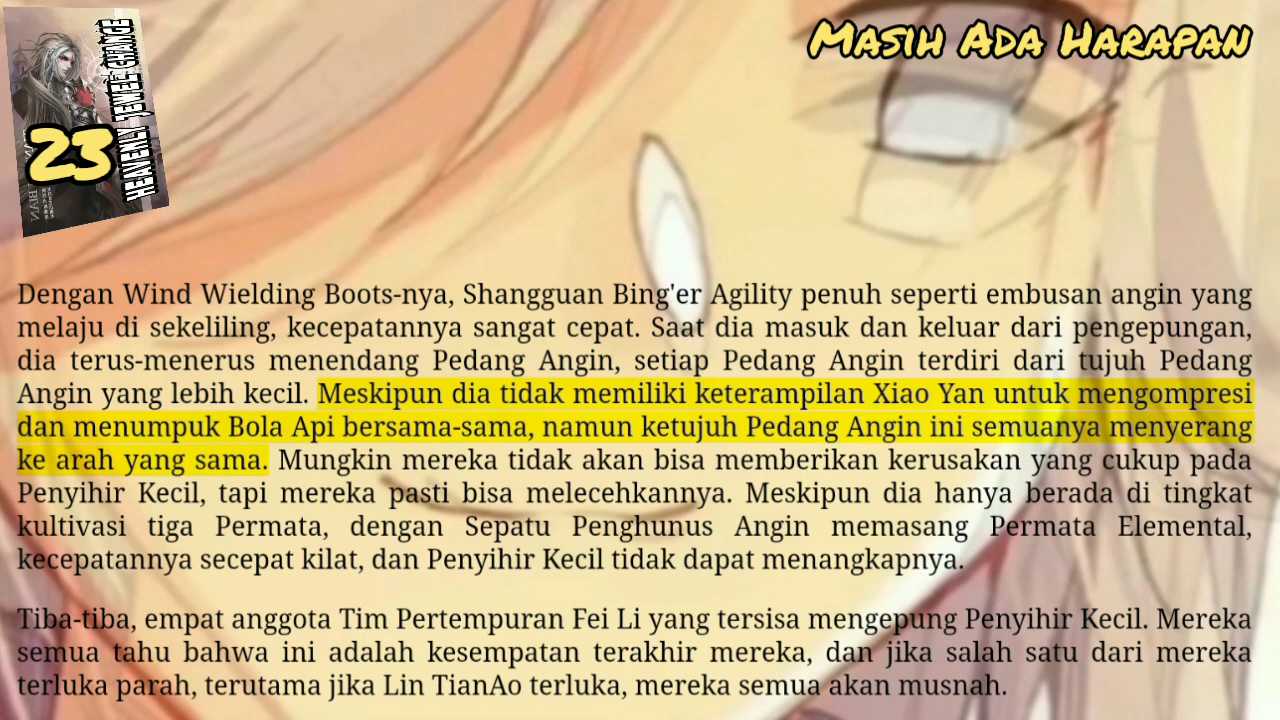 Masih Ada Harapan
HEAVENLY JEWEL CHANGE
23
Dengan Wind Wielding Boots-nya, Shangguan Bing'er Agility penuh seperti embusan angin yang
melaju di sekeliling, kecepatannya sangat cepat. Saat dia masuk dan keluar dari pengepungan,
dia terus-menerus menendang Pedang Angin, setiap Pedang Angin terdiri dari tujuh Pedang
Angin yang lebih kecil. Meskipun dia tidak memiliki keterampilan Xiao Yan untuk mengompresi
dan menumpuk Bola Api bersama-sama, namun ketujuh Pedang Angin ini semuanya menyerang
ke arah yang sama. Mungkin mereka tidak akan bisa memberikan kerusakan yang cukup pada
Penyihir Kecil, tapi mereka pasti bisa melecehkannya. Meskipun dia hanya berada di tingkat
kultivasi tiga Permata, dengan Sepatu Penghunus Angin memasang Permata Elemental,
kecepatannya secepat kilat, dan Penyihir Kecil tidak dapat menangkapnya.
Tiba-tiba, empat anggota Tim Pertempuran Fei Li yang tersisa mengepung Penyihir Kecil. Mereka
semua tahu bahwa ini adalah kesempatan terakhir mereka, dan jika salah satu dari mereka
terluka parah, terutama jika Lin TianAo terluka, mereka semua akan musnah.